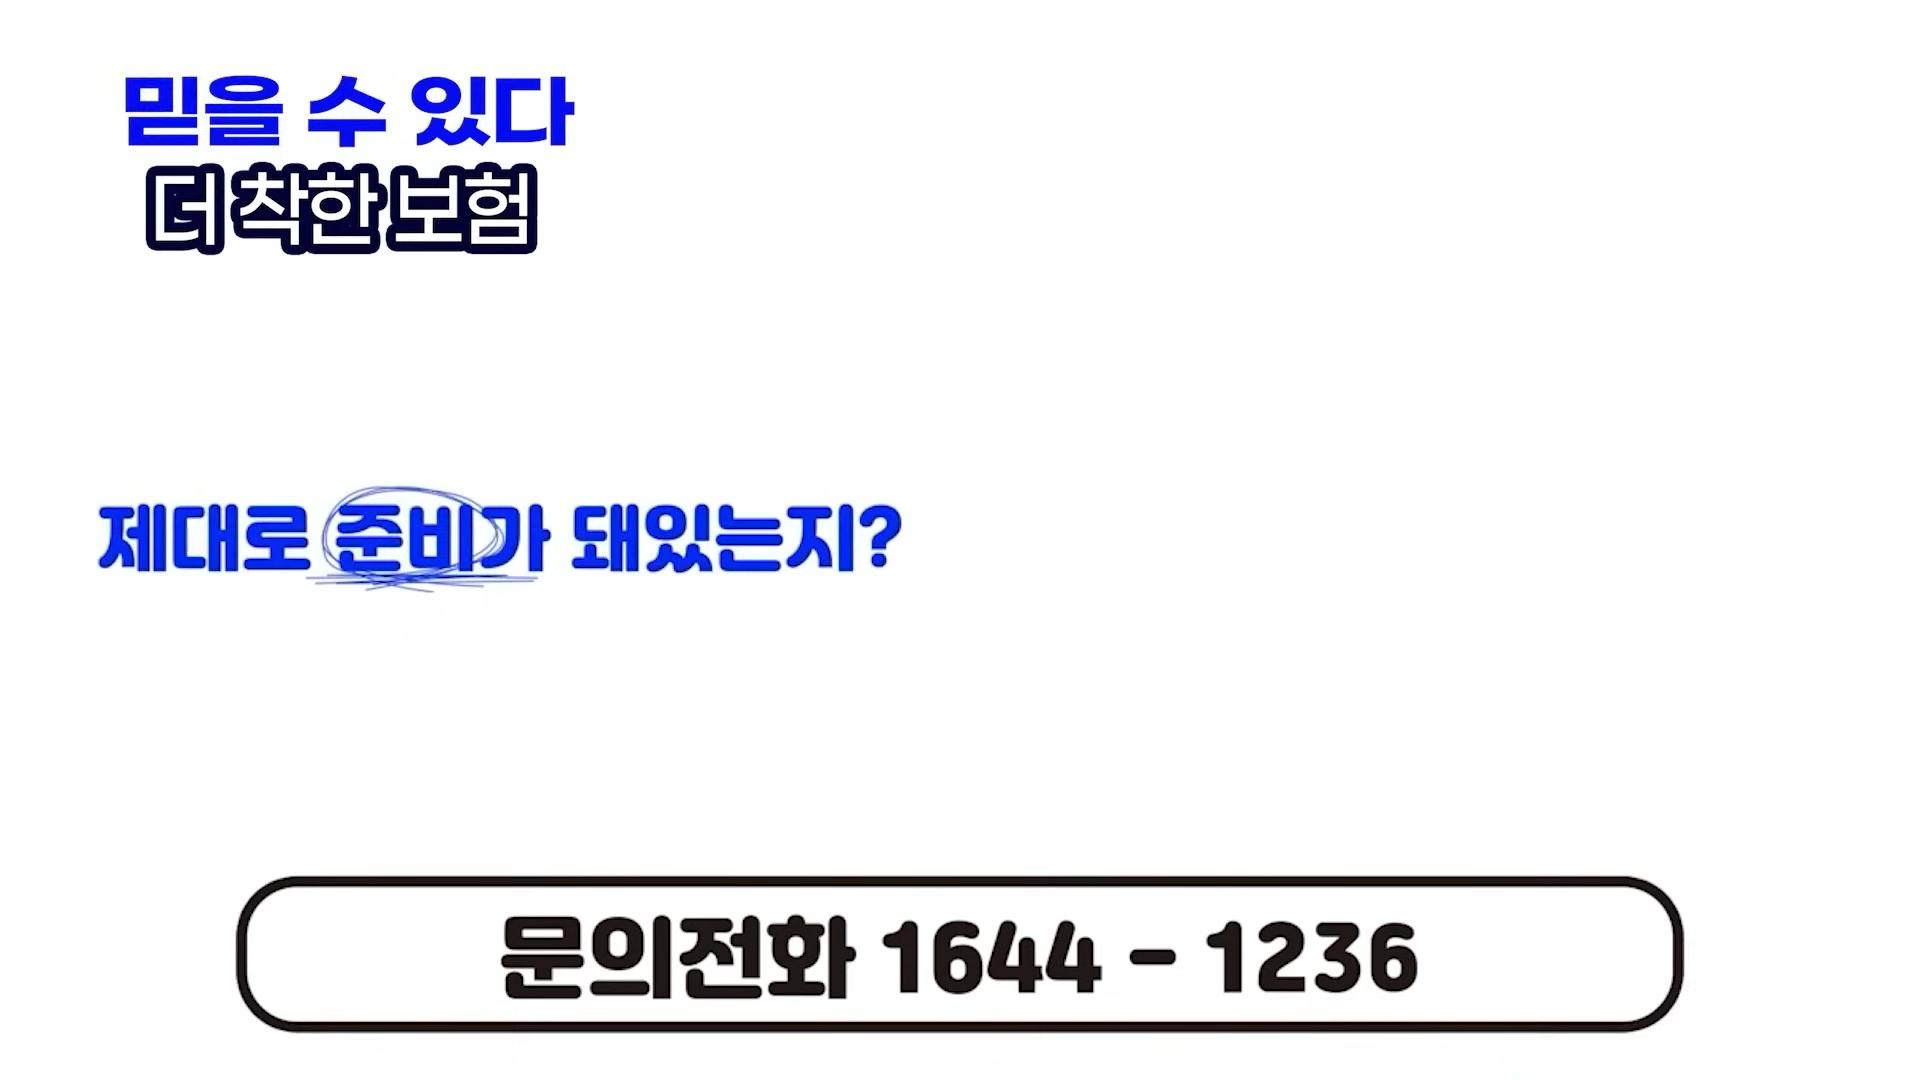 믿을 수 있다
더 착한 보험
제대로 준비가 돼있는지?
문의전화 1644 - 1236